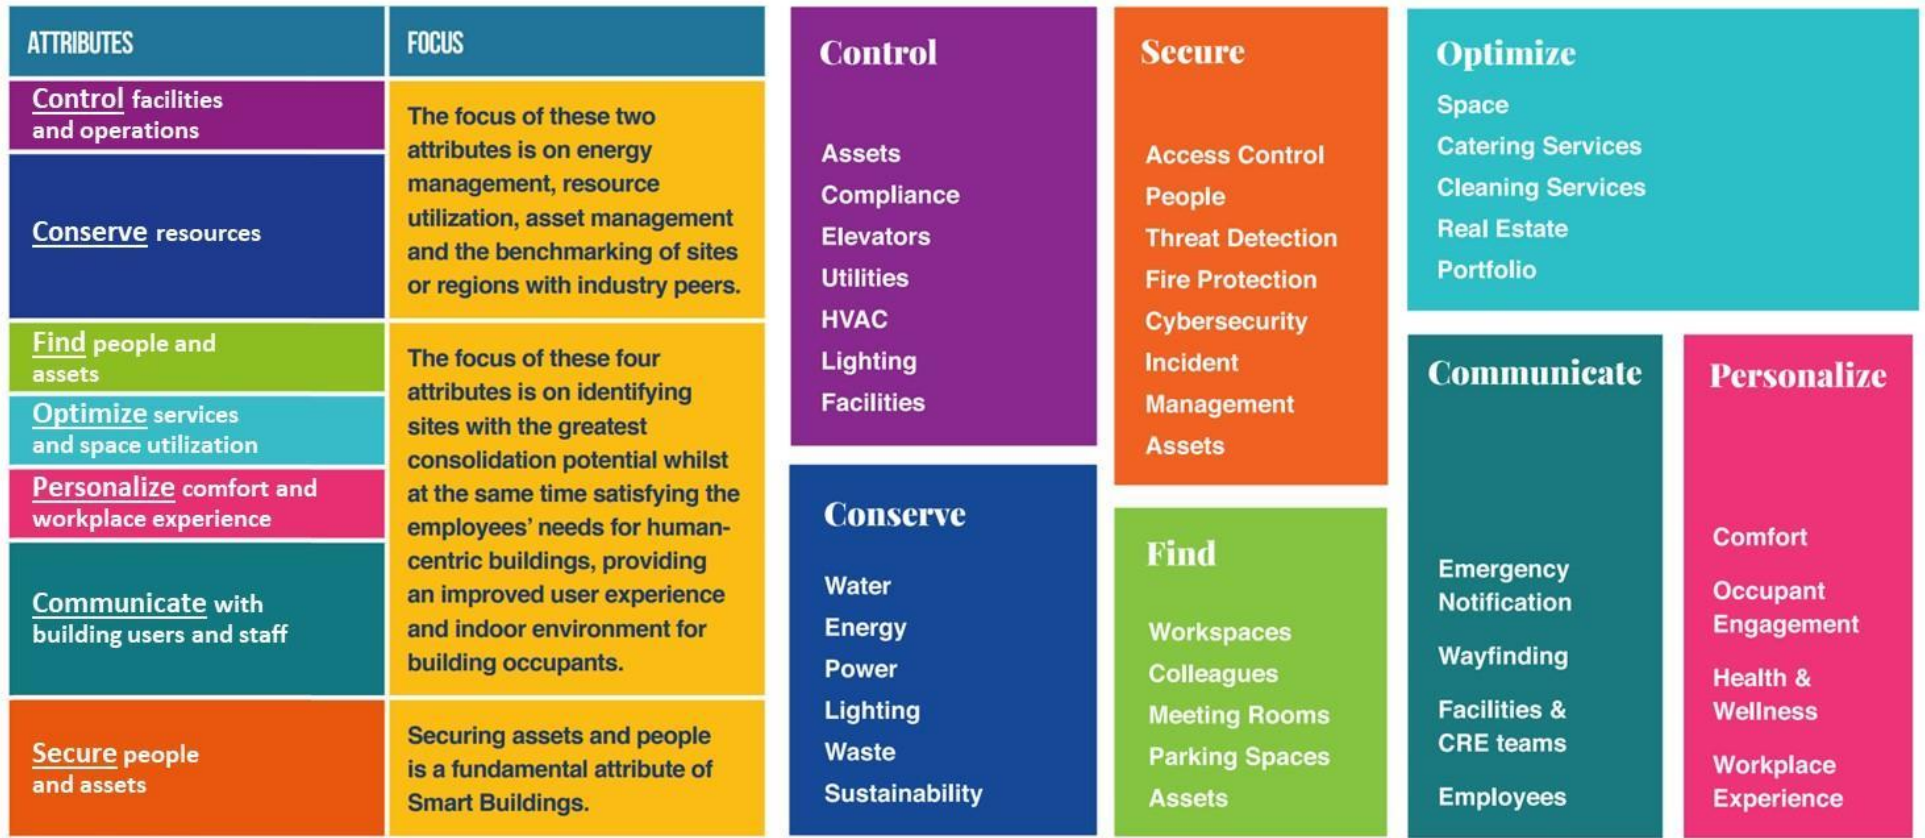 ATTRIBUTES
FOCUS
Control facilities
and operations
Conserve resources
The focus of these two
attributes is on energy
management, resource
utilization, asset management
and the benchmarking of sites
or regions with industry peers.
Find people and
assets
Optimize services
and space utilization
Personalize comfort and
workplace experience
Communicate with
building users and staff
The focus of these four
attributes is on identifying
sites with the greatest
consolidation potential whilst
at the same time satisfying the
employees' needs for human-
centric buildings, providing
an improved user experience
and indoor environment for
building occupants.
Secure people
and assets
Securing assets and people
is a fundamental attribute of
Smart Buildings.
Control
Assets
Compliance
Elevators
Utilities
HVAC
Lighting
Facilities
Conserve
Water
Energy
Power
Lighting
Waste
Sustainability
Secure
Access Control
People
Threat Detection
Fire Protection
Cybersecurity
Incident
Management
Assets
Find
Workspaces
Colleagues
Meeting Rooms
Parking Spaces
Assets
Optimize
Space
Catering Services
Cleaning Services
Real Estate
Portfolio
Communicate
Emergency
Notification
Wayfinding
Facilities &
CRE teams
Employees
Personalize
Comfort
Occupant
Engagement
Health &
Wellness
Workplace
Experience